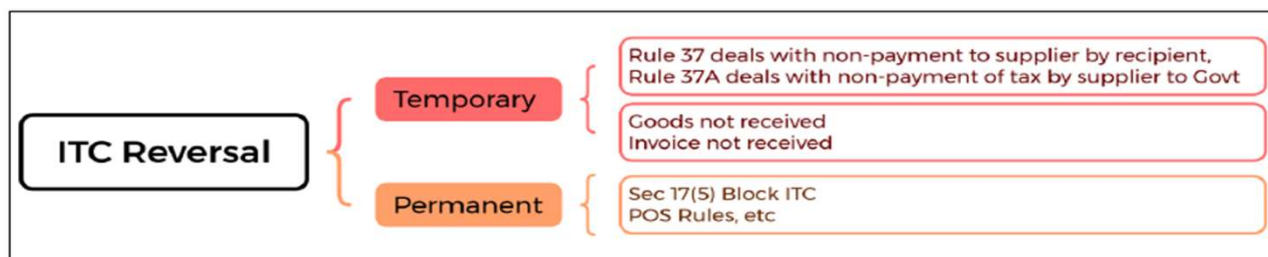 ITC Reversal
Temporary
Rule 37 deals with non-payment to supplier by recipient,
Rule 37A deals with non-payment of tax by supplier to Govt
Goods not received
Invoice not received
Permanent
Sec 17(5) Block ITC
POS Rules, etc